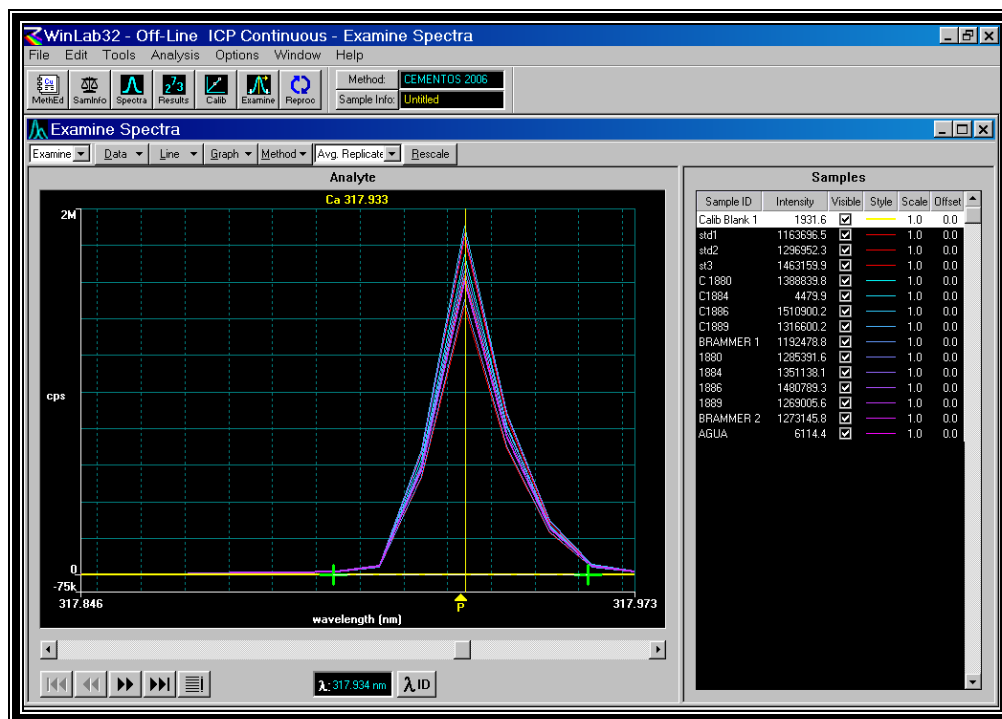 WinLab32 - Off-Line ICP Continuous - Examine Spectra
File Edit Tools Analysis Options Window Help
MethEd SamInfo Spectra Results Calib Examine Reproc
Method: CEMENTOS 2006
Sample Info: Untitled
Examine Spectra
Examine Data Line Graph Method Avg. Replicate Rescale
Analyte
Ca 317.933
2M
cps
0
-75k
317.846 P 317.973
wavelength (nm)
λ: 317.934 nm λ ID
Samples
Sample ID Intensity Visible Style Scale Offset
Calib Blank 1 1931.6 1.0 0.0
std1 1163696.5 1.0 0.0
std2 1296952.3 1.0 0.0
st3 1463159.9 1.0 0.0
C 1880 1388839.8 1.0 0.0
C1884 4479.9 1.0 0.0
C1886 1510900.2 1.0 0.0
C1889 1316600.2 1.0 0.0
BRAMMER 1 1192478.8 1.0 0.0
1880 1285391.6 1.0 0.0
1884 1351138.1 1.0 0.0
1886 1480789.3 1.0 0.0
1889 1269005.6 1.0 0.0
BRAMMER 2 1273145.8 1.0 0.0
AGUA 6114.4 1.0 0.0